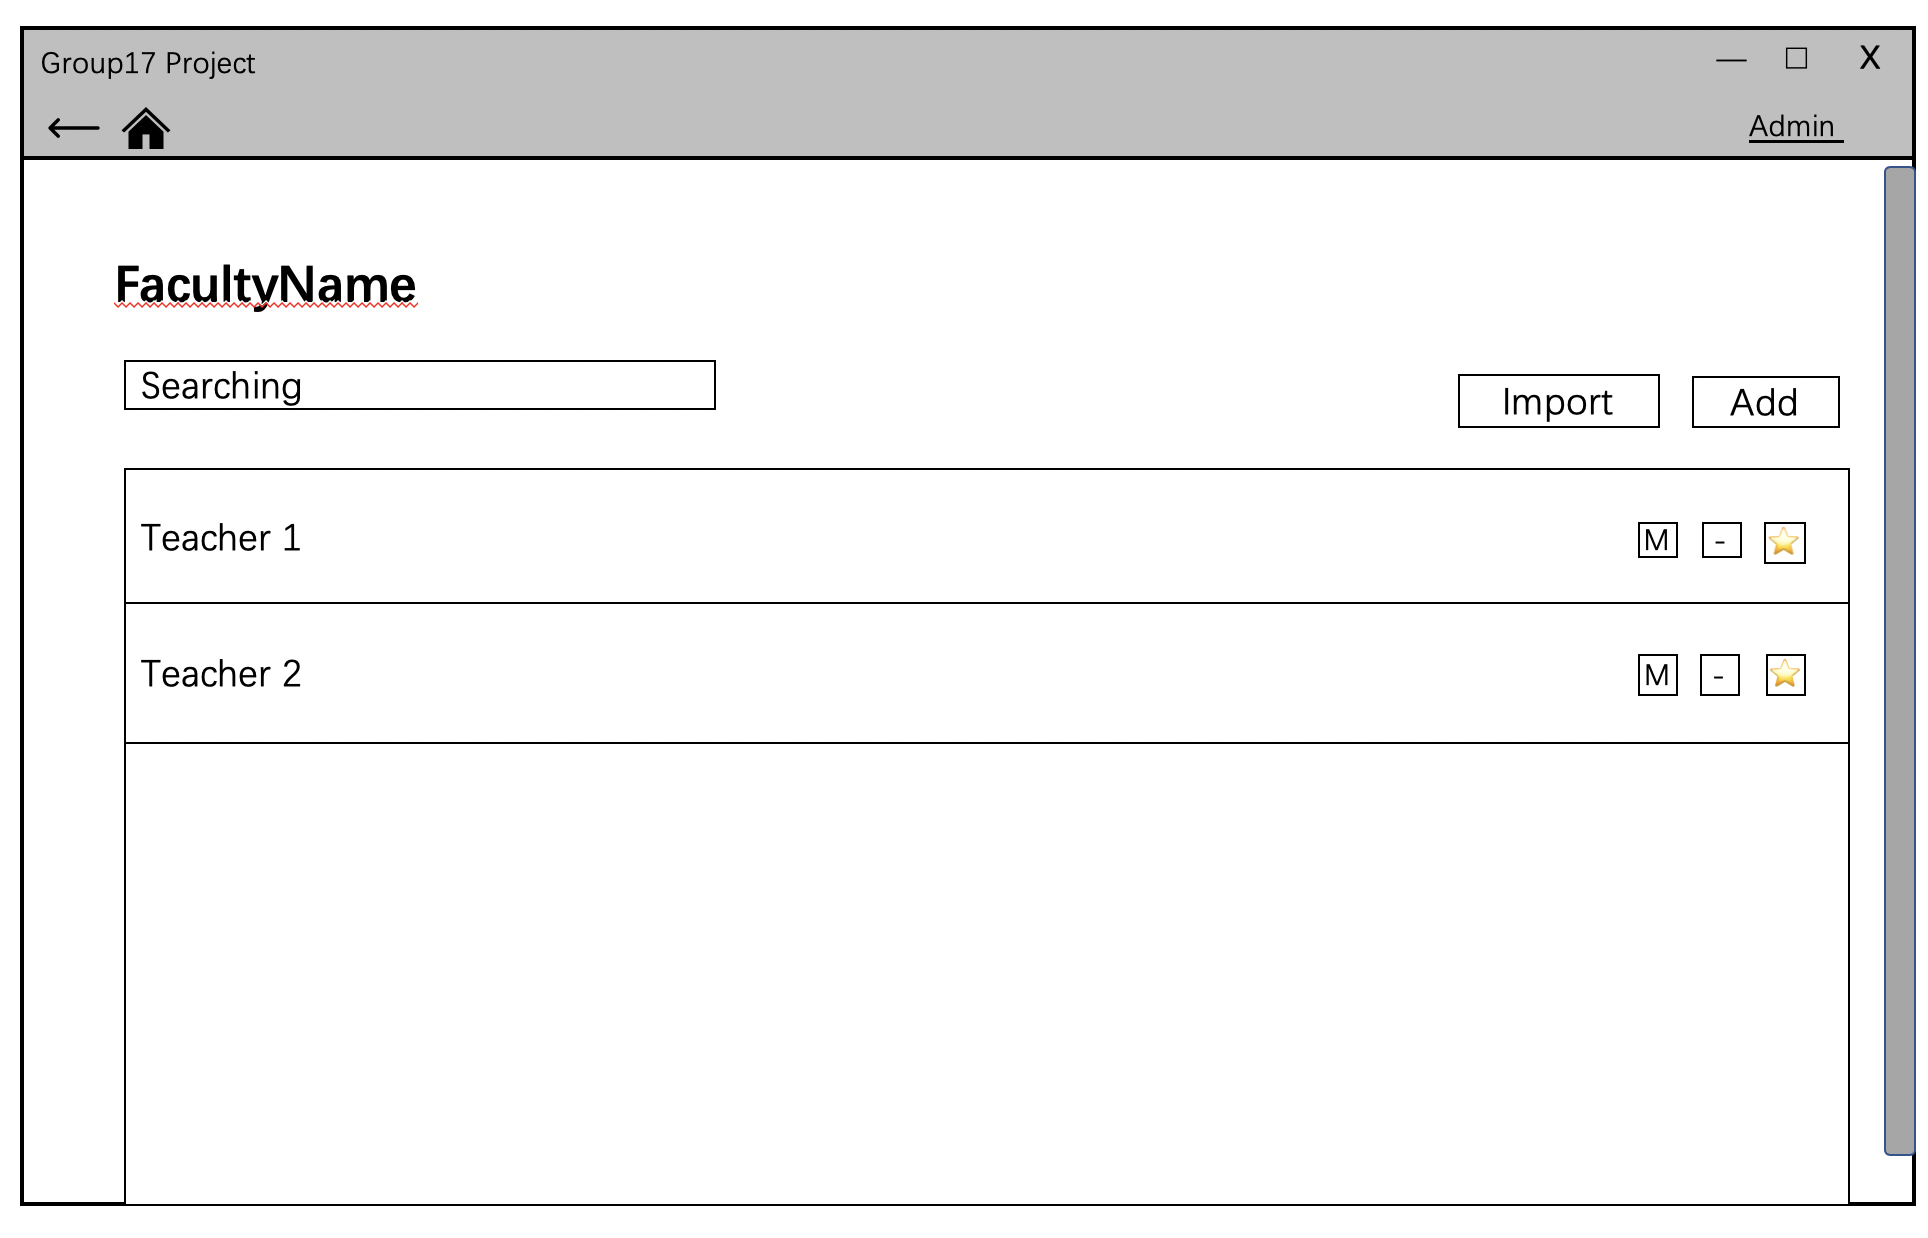 Group17 Project
X
Admin
FacultyName
Searching
Import
Add
Teacher 1
M
-
Teacher 2
M
-